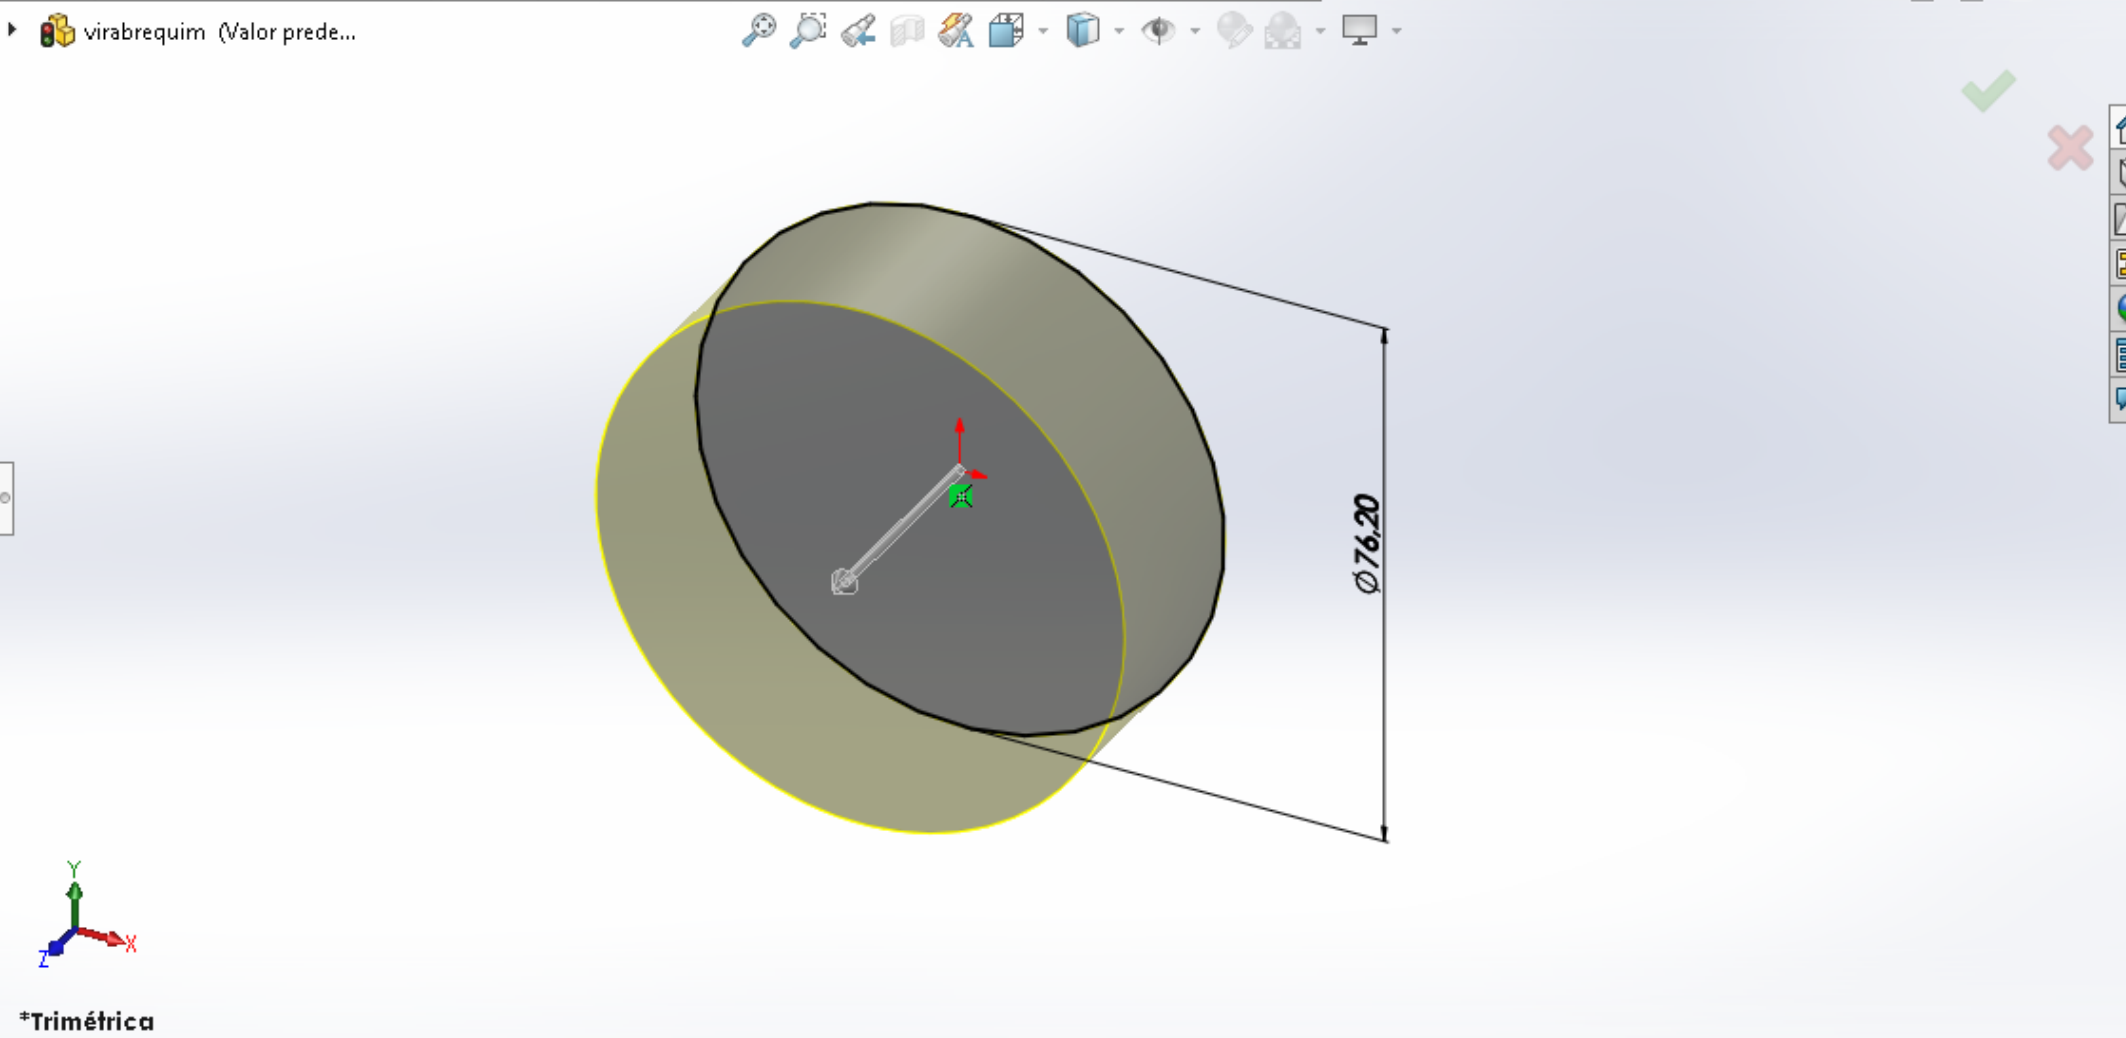 virabrequim (Valor prede...
Ø76,20
Y
X
Z
*Trimétrica